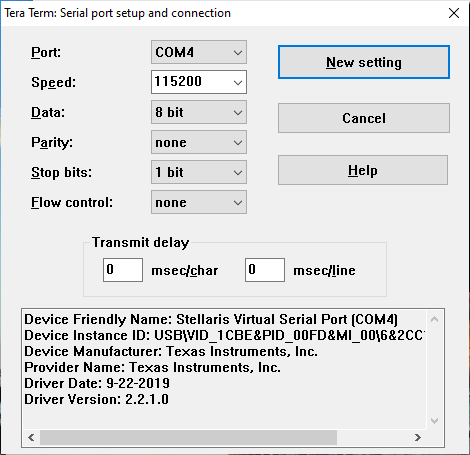 Tera Term: Serial port setup and connection
Port: COM4
New setting
Speed: 115200
Data: 8 bit
Cancel
Parity: none
Stop bits: 1 bit
Help
Flow control: none
Transmit delay
0 msec/char 0 msec/line
Device Friendly Name: Stellaris Virtual Serial Port (COM4)
Device Instance ID: USB\VID_1CBE&PID_00FD&MI_00\6&2CC
Device Manufacturer: Texas Instruments, Inc.
Provider Name: Texas Instruments, Inc.
Driver Date: 9-22-2019
Driver Version: 2.2.1.0